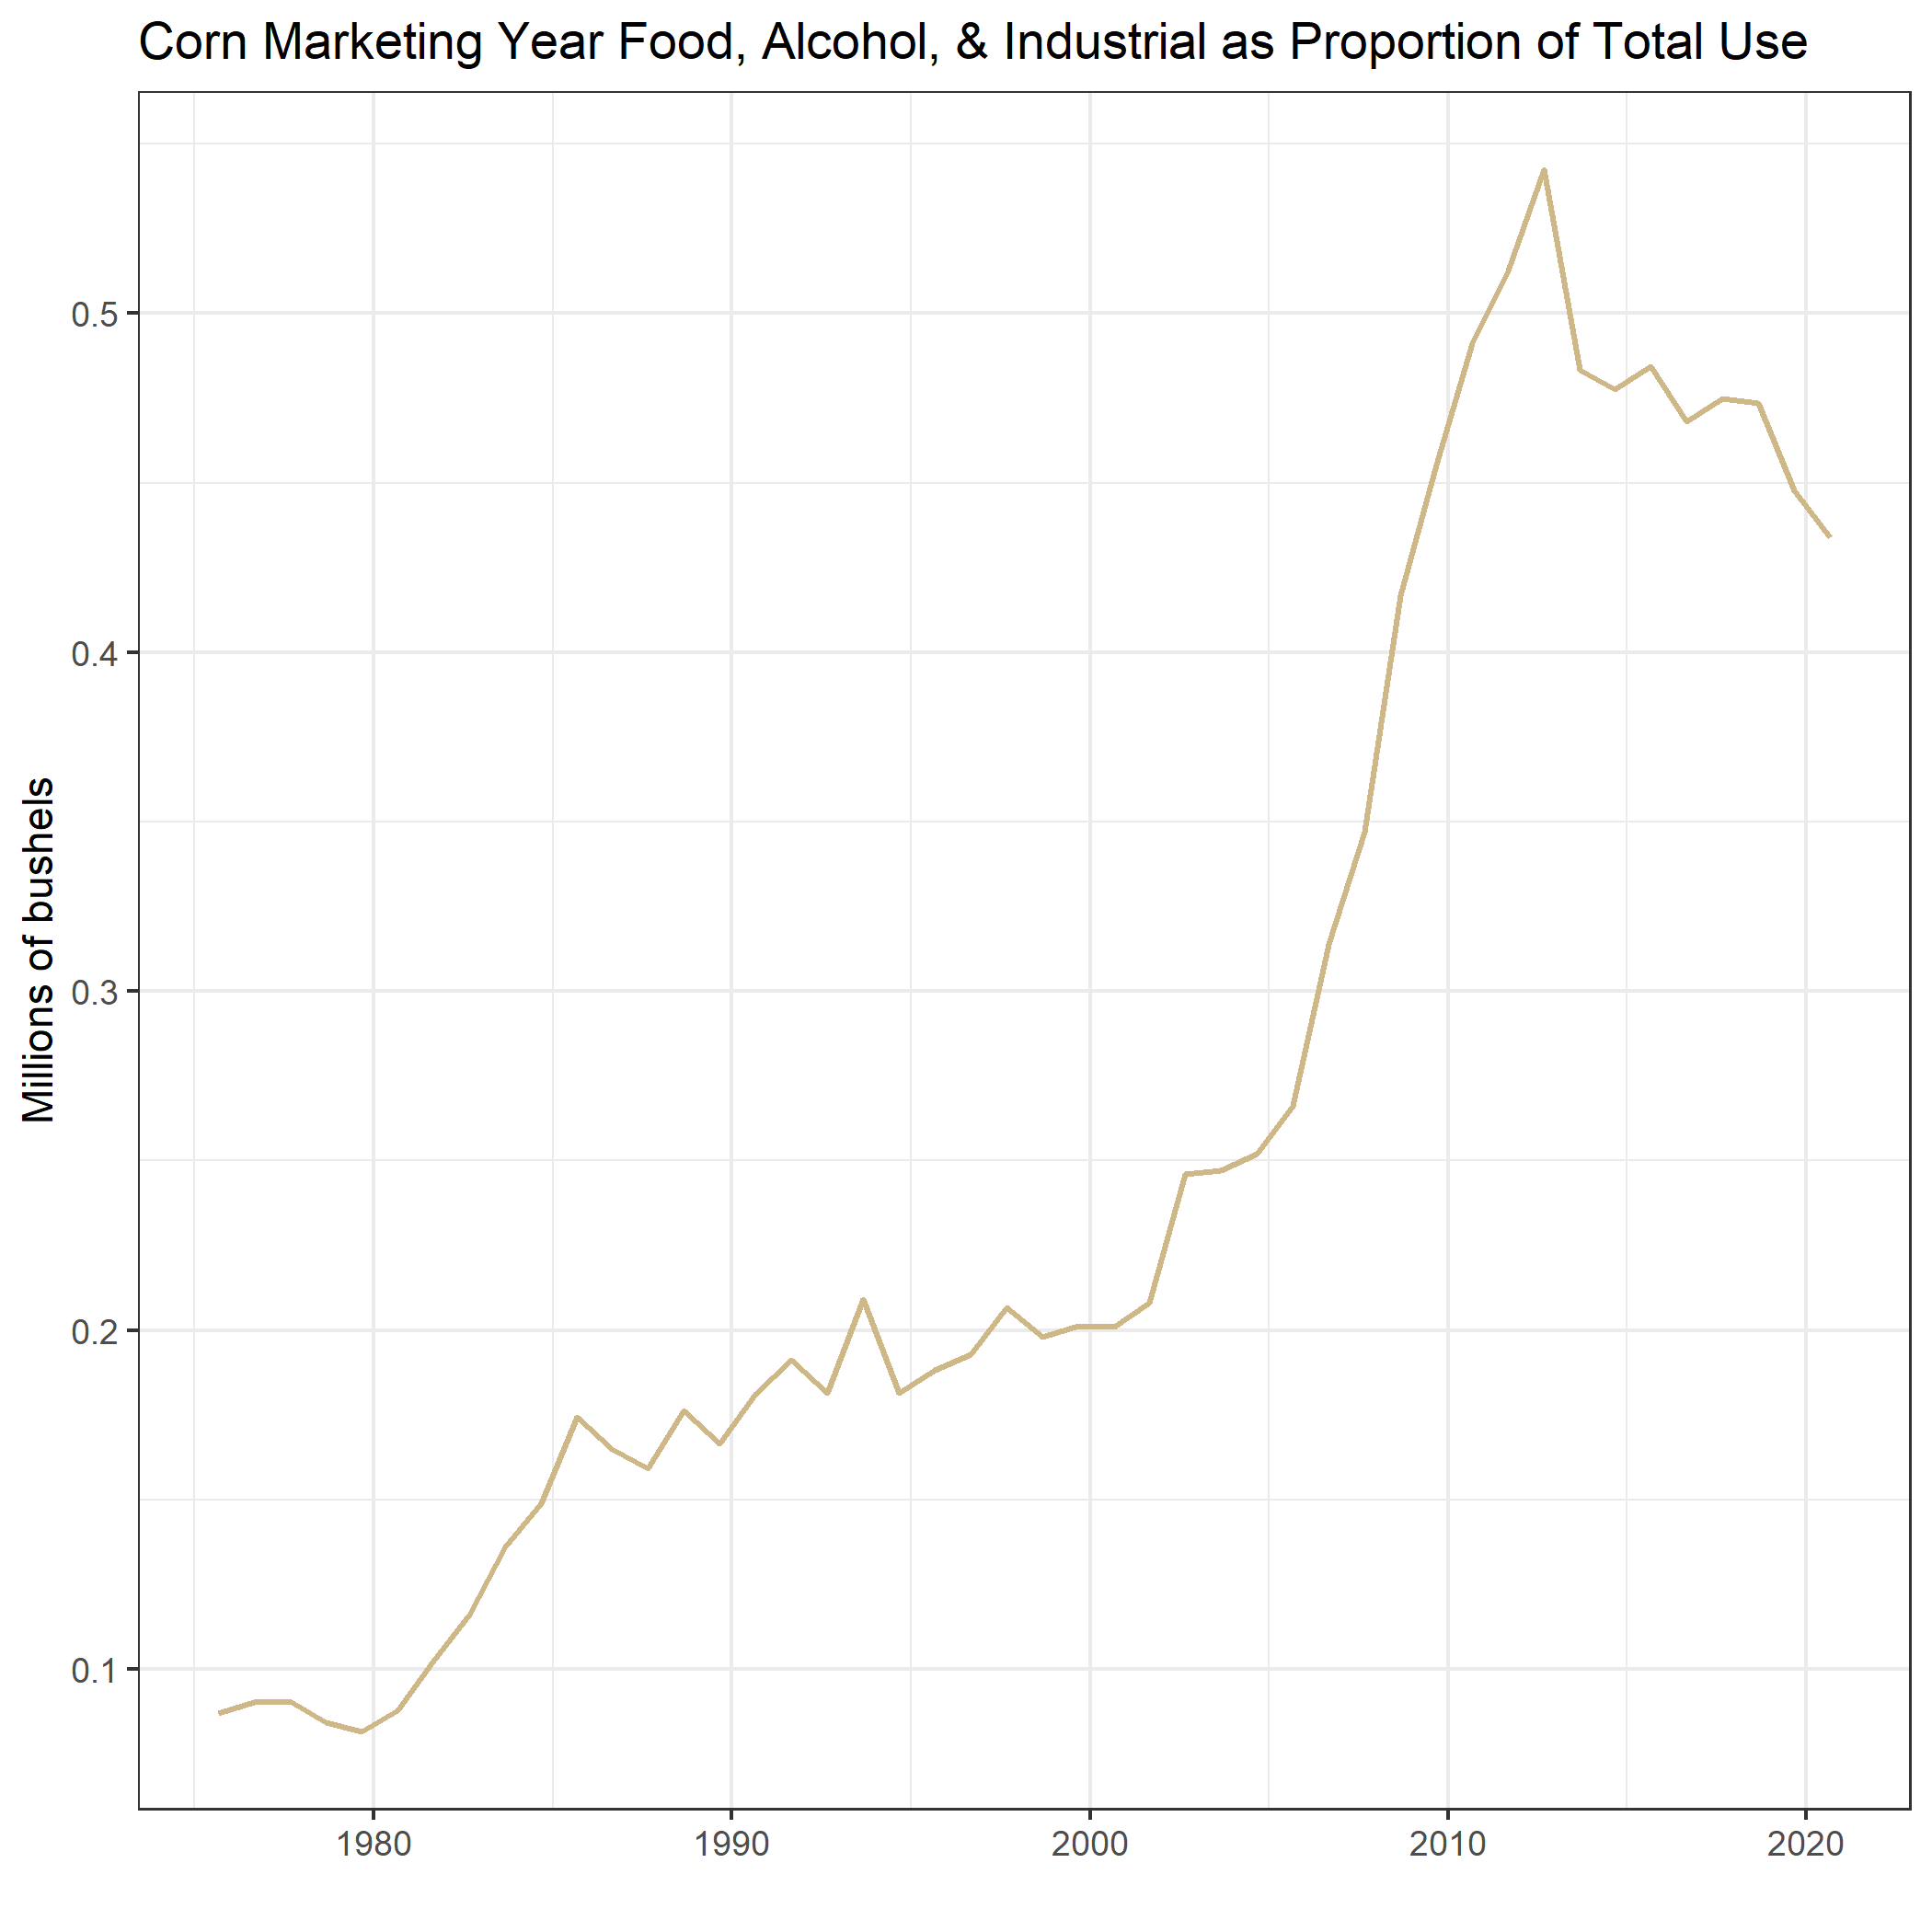 Corn Marketing Year Food, Alcohol, & Industrial as Proportion of Total Use
Millions of bushels
0.5
0.4
0.3
0.2
0.1
1980 1990 2000 2010 2020